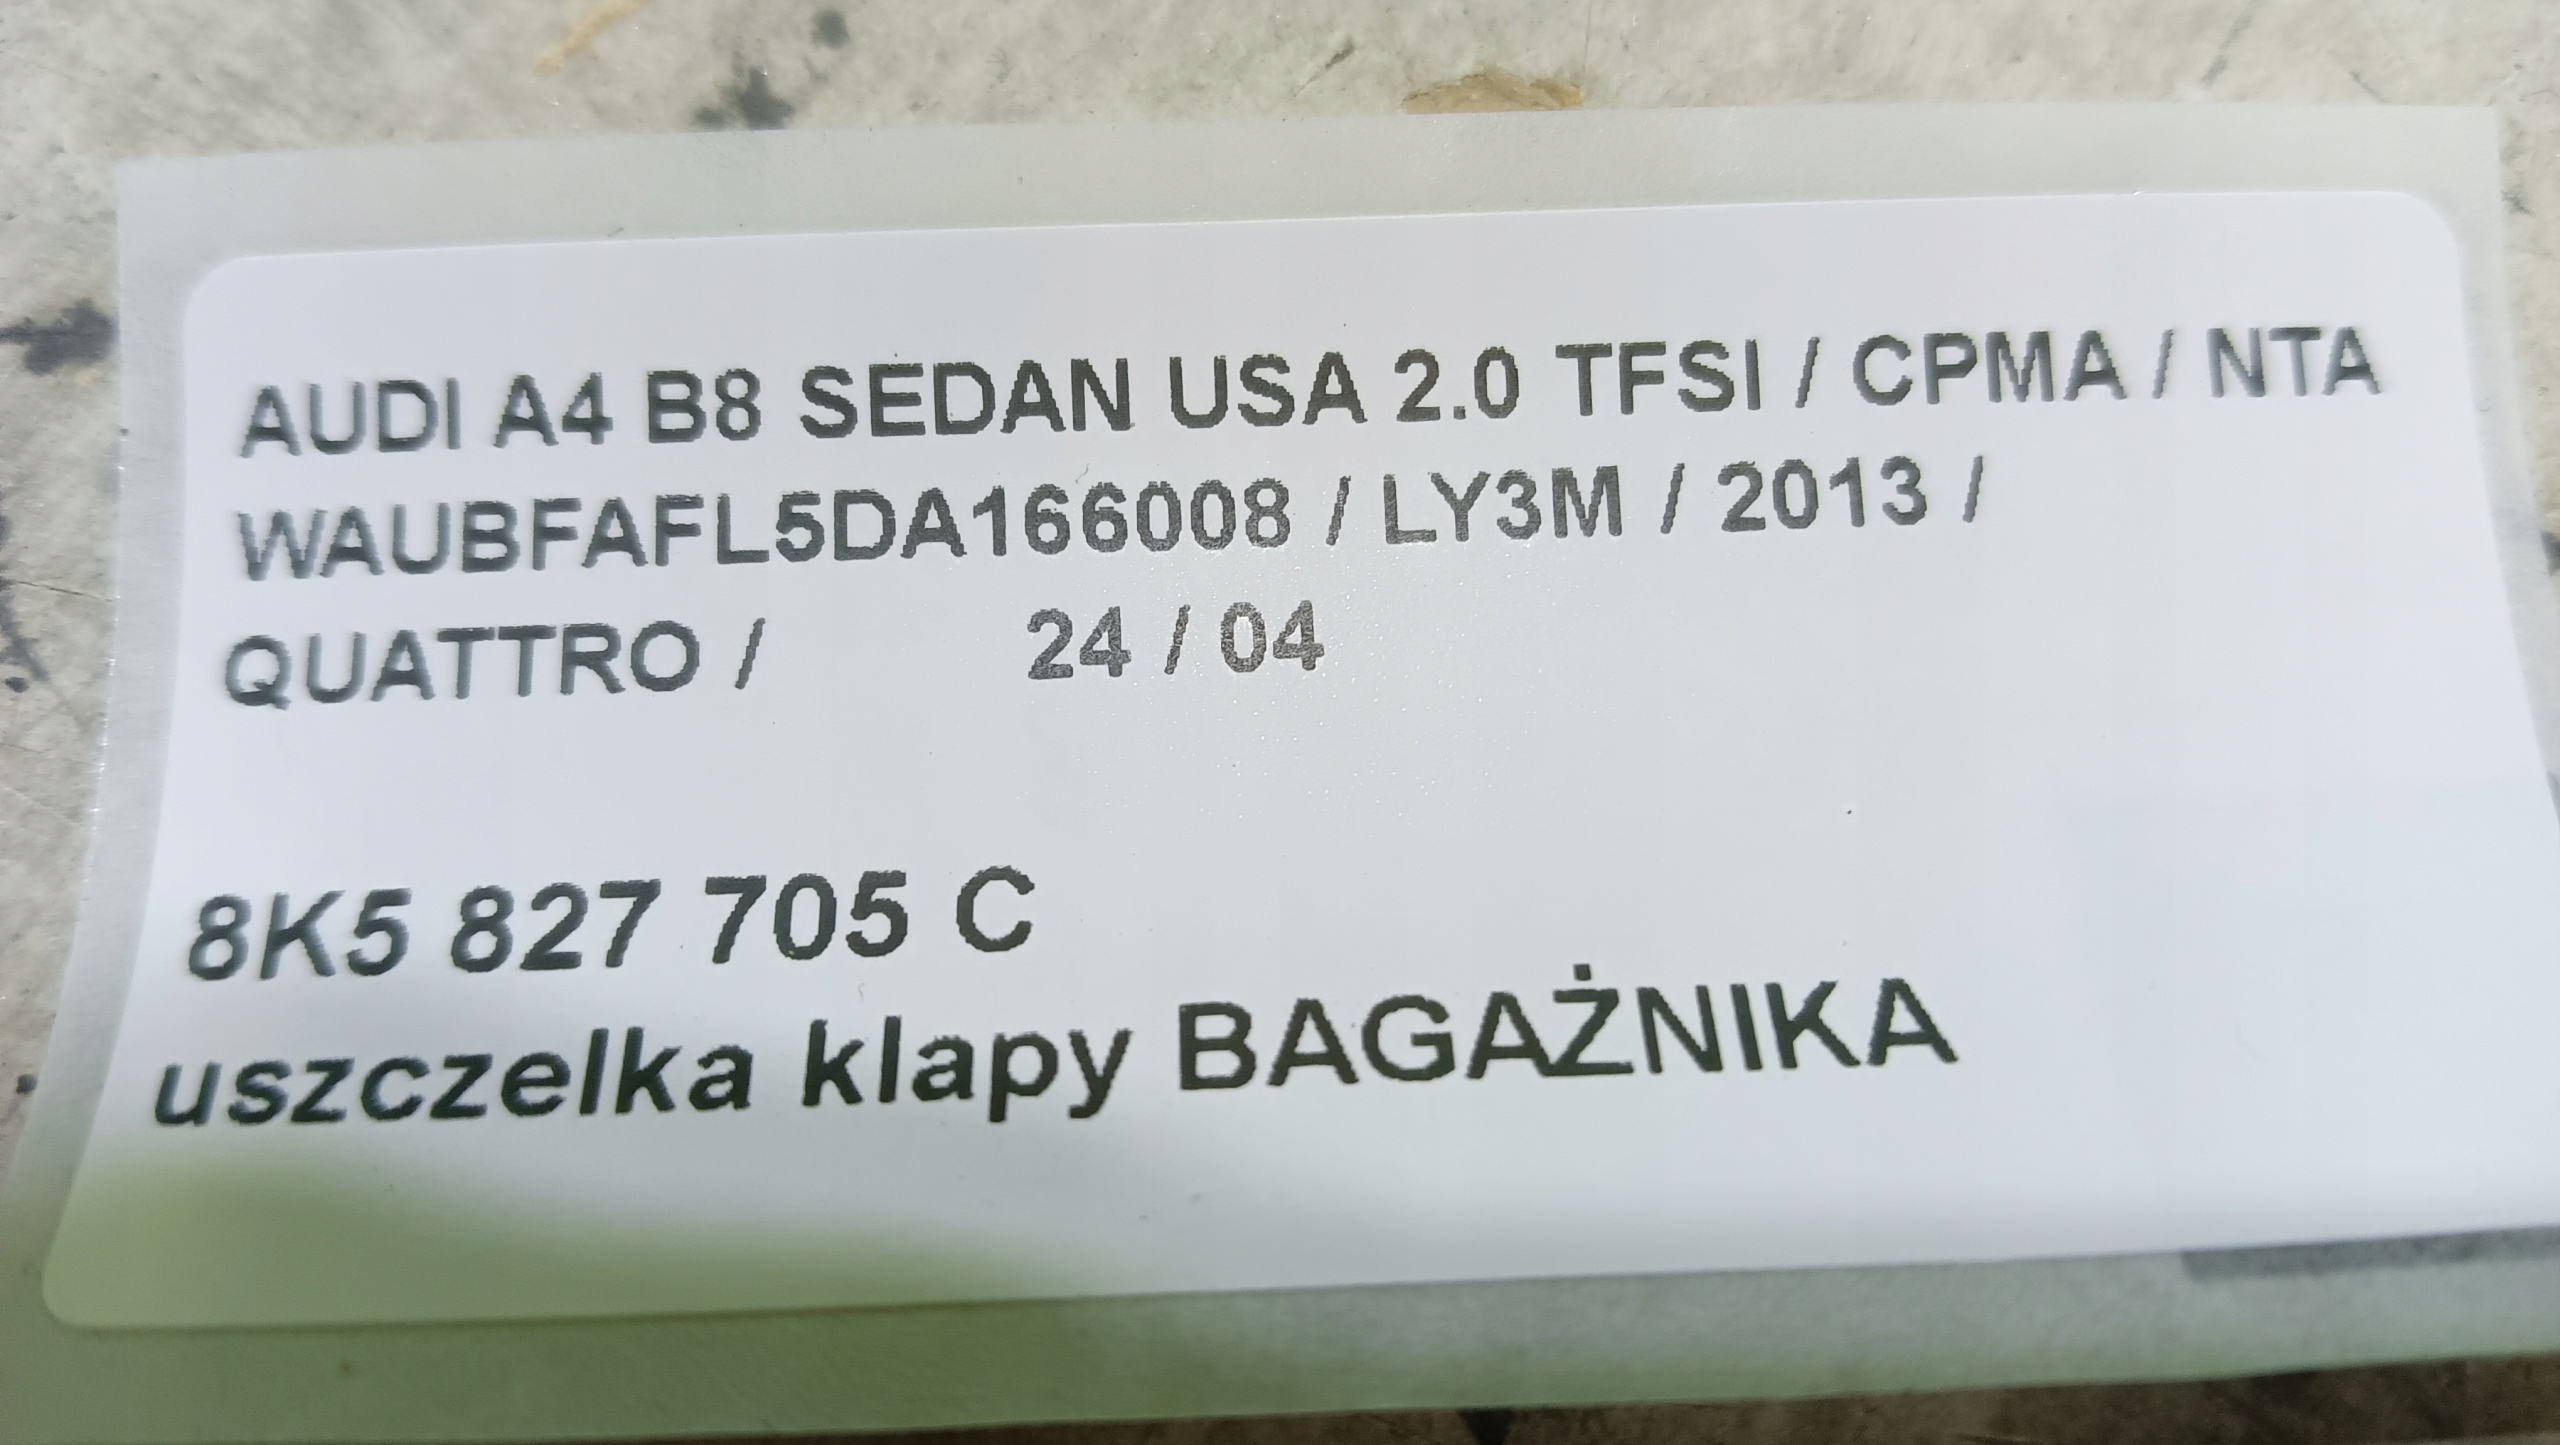 AUDI A4 B8 SEDAN USA 2.0 TFSI / CPMA / NTA
WAUBFAFL5DA166008 / LY3M / 2013 /
QUATTRO / 24 / 04
8K5 827 705 C
uszczelka klapy BAGAŻNIKA